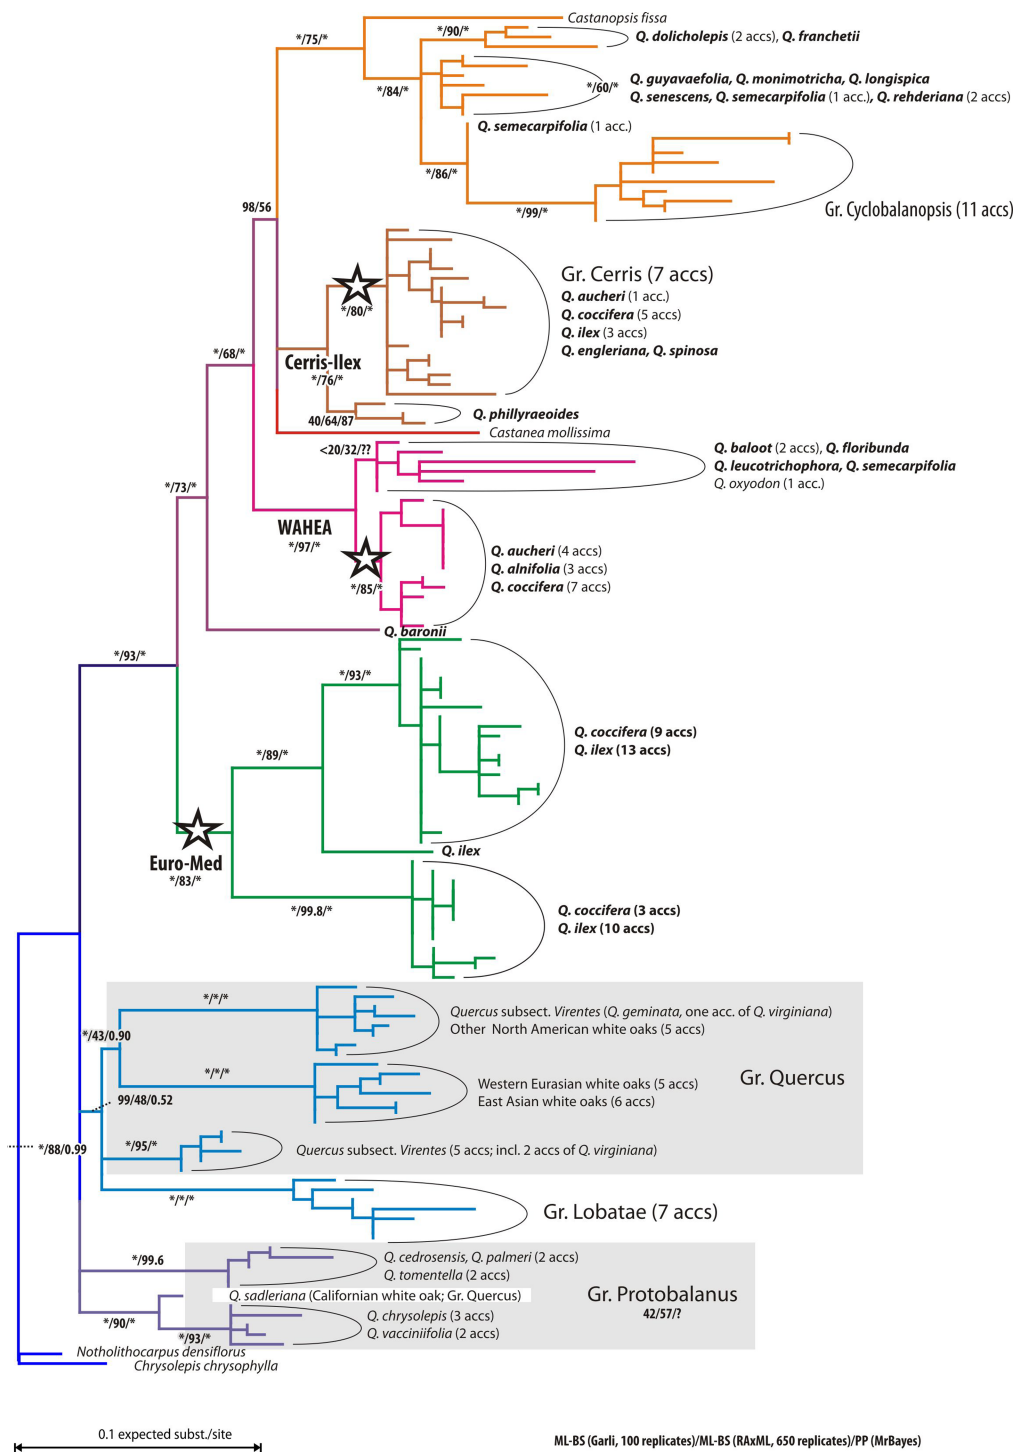 Castanopsis fissa
*/75/*
*/90/*
Q. dolicholepis (2 accs), Q. franchetii
*/84/*
*/60/*
Q. guyavaefolia, Q. monimotricha, Q. longispica
Q. senescens, Q. semecarpifolia (1 acc.), Q. rehderiana (2 accs)
Q. semecarpifolia (1 acc.)
*/86/*
*/99/*
Gr. Cyclobalanopsis (11 accs)
98/56
Gr. Cerris (7 accs)
Q. aucheri (1 acc.)
Q. coccifera (5 accs)
Q. ilex (3 accs)
Q. engleriana, Q. spinosa
*/80/*
*/68/*
Cerris-Ilex
*/76/*
40/64/87
Q. phillyraeoides
Castanea mollissima
<20/32/??
Q. baloot (2 accs), Q. floribunda
Q. leucotrichophora, Q. semecarpifolia
Q. oxyodon (1 acc.)
*/73/*
WAHEA
*/97/*
*/85/*
Q. aucheri (4 accs)
Q. alnifolia (3 accs)
Q. coccifera (7 accs)
Q. baronii
*/93/*
*/93/*
*/89/*
Q. coccifera (9 accs)
Q. ilex (13 accs)
Q. ilex
Euro-Med
*/83/*
*/99.8/*
Q. coccifera (3 accs)
Q. ilex (10 accs)
*/*/*
Quercus subsect. Virentes (Q. geminata, one acc. of Q. virginiana)
Other North American white oaks (5 accs)
*/43/0.90
*/*/*
Western Eurasian white oaks (5 accs)
East Asian white oaks (6 accs)
Gr. Quercus
99/48/0.52
*/88/0.99
*/95/*
Quercus subsect. Virentes (5 accs; incl. 2 accs of Q. virginiana)
*/*/*
Gr. Lobatae (7 accs)
*/99.6
Q. cedrosensis, Q. palmeri (2 accs)
Q. tomentella (2 accs)
Q. sadleriana (Californian white oak; Gr. Quercus)
Gr. Protobalanus
42/57/?
*/90/*
*/93/*
Q. chrysolepis (3 accs)
Q. vacciniifolia (2 accs)
Notholithocarpus densiflorus
Chrysolepis chrysophylla
0.1 expected subst./site
ML-BS (Garli, 100 replicates)/ML-BS (RAxML, 650 replicates)/PP (MrBayes)